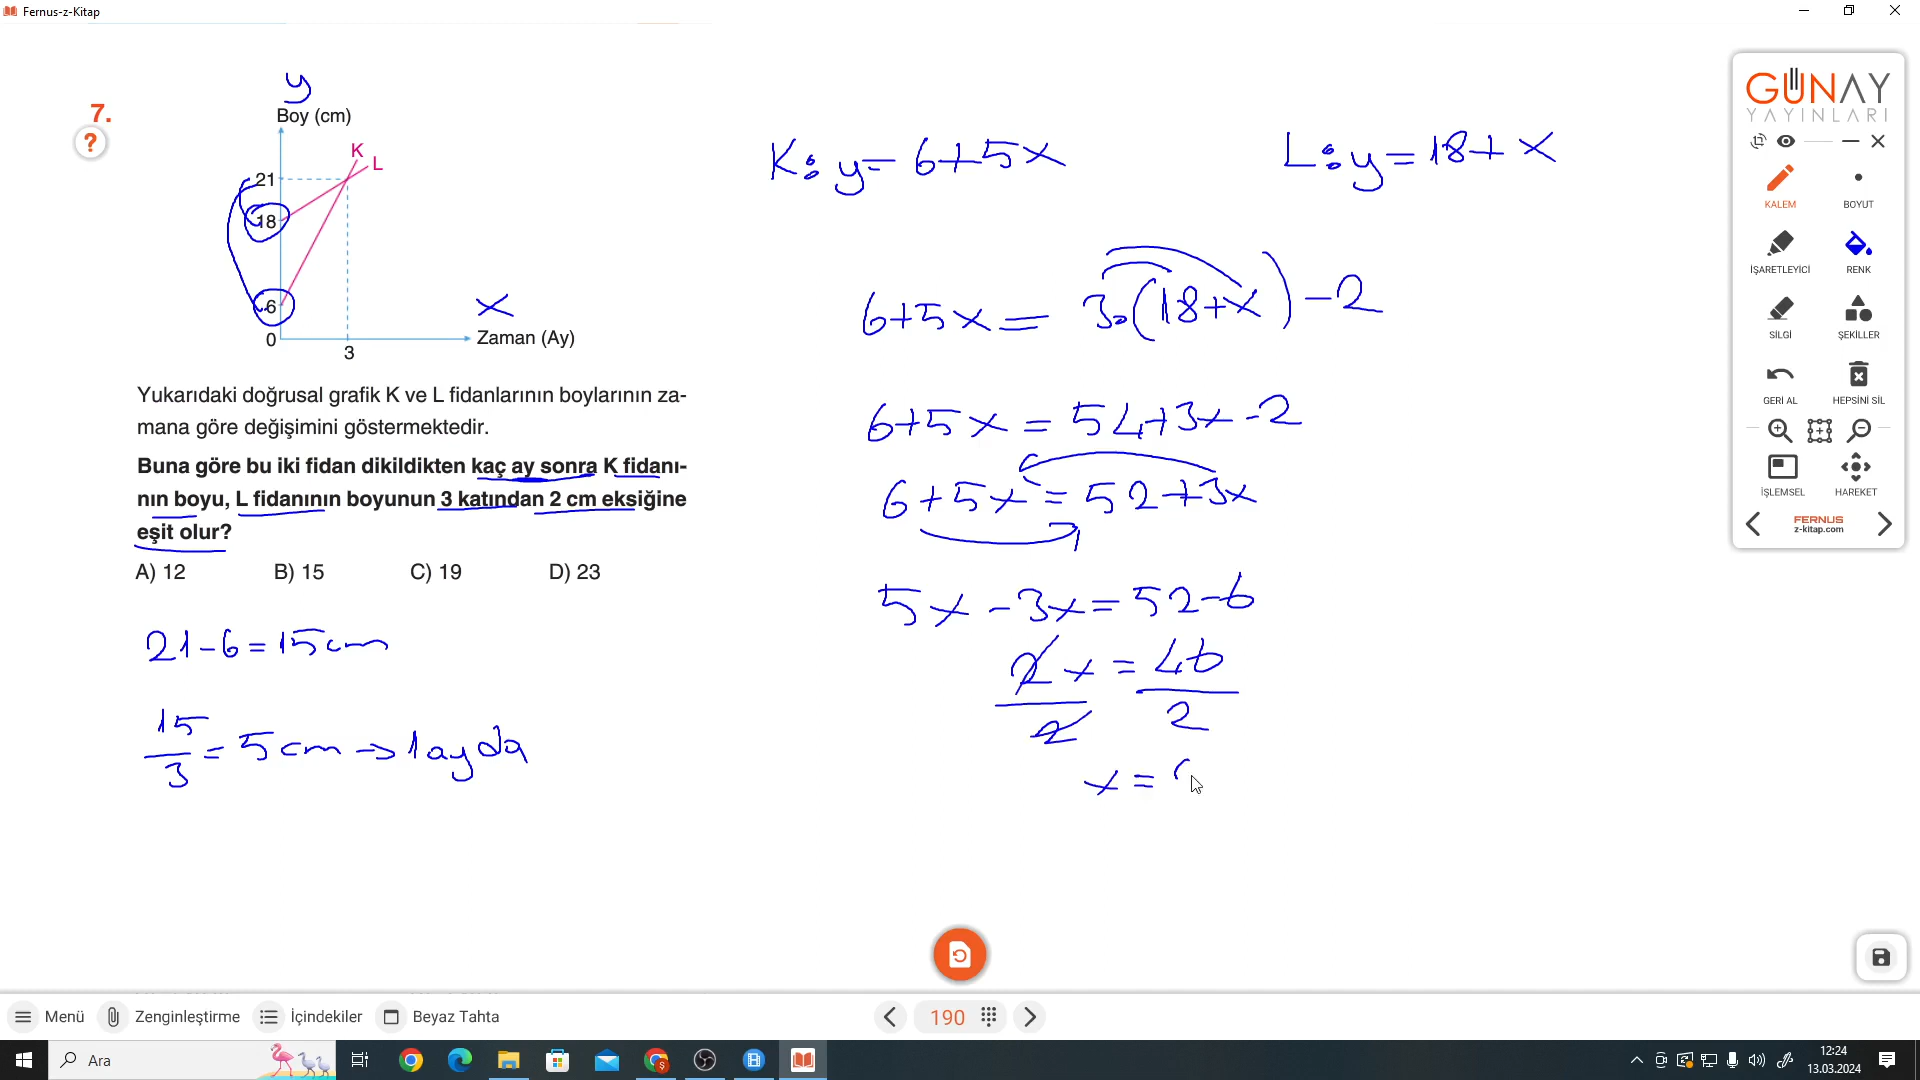 Fernus-z-Kitap
7.
?
y
Boy (cm)
K
L
21
18
6
0
3
x
Zaman (Ay)
Yukarıdaki doğrusal grafik K ve L fidanlarının boylarının za-
mana göre değişimini göstermektedir.
Buna göre bu iki fidan dikildikten kaç ay sonra K fidanı-
nın boyu, L fidanının boyunun 3 katından 2 cm eksiğine
eşit olur?
A) 12 B) 15 C) 19 D) 23
21-6=15cm
15/3=5cm→1 ayda
K: y=6+5x
L: y=18+x
6+5x=3.(18+x)-2
6+5x=54+3x-2
6+5x=52+3x
5x-3x=52-6
2x/2=46/2
x=
GÜNAY
YAYINLARI
KALEM
BOYUT
İŞARETLEYİCİ
RENK
SİLGİ
ŞEKİLLER
GERİ AL
HEPSİNİ SİL
İŞLEMSEL
HAREKET
FERNUS
z-kitap.com
Menü
Zenginleştirme
İçindekiler
Beyaz Tahta
190
Ara
12:24
13.03.2024